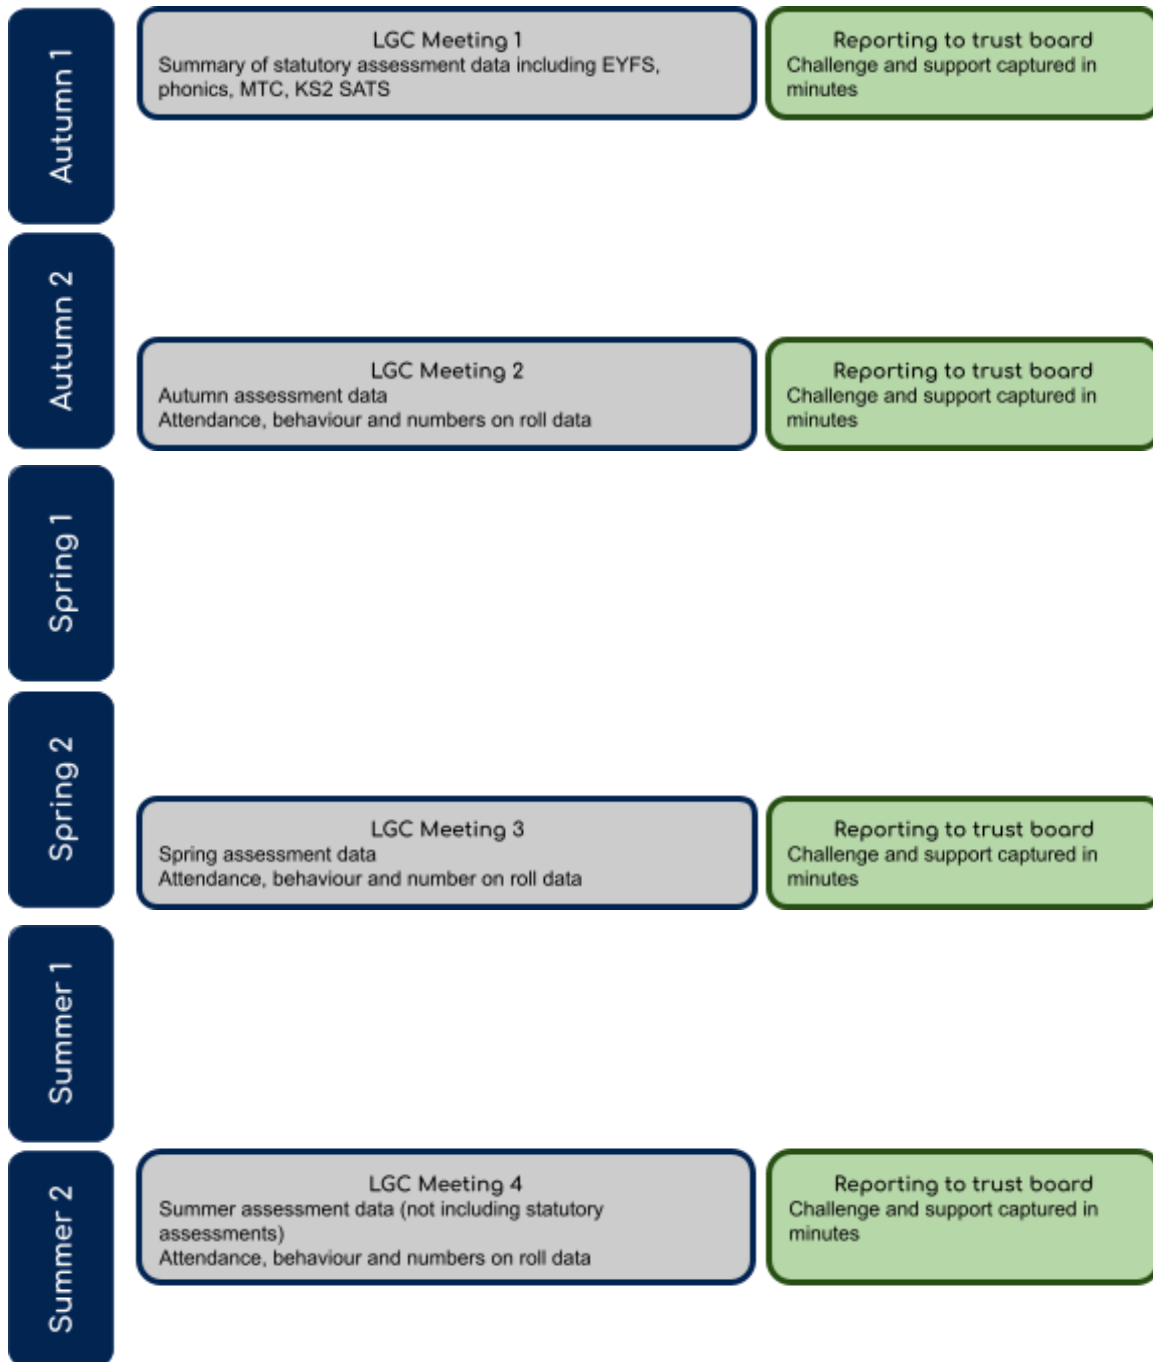 Autumn 1
LGC Meeting 1
Summary of statutory assessment data including EYFS,
phonics, MTC, KS2 SATS
Reporting to trust board
Challenge and support captured in
minutes
Autumn 2
LGC Meeting 2
Autumn assessment data
Attendance, behaviour and numbers on roll data
Reporting to trust board
Challenge and support captured in
minutes
Spring 1
Spring 2
LGC Meeting 3
Spring assessment data
Attendance, behaviour and number on roll data
Reporting to trust board
Challenge and support captured in
minutes
Summer 1
Summer 2
LGC Meeting 4
Summer assessment data (not including statutory
assessments)
Attendance, behaviour and numbers on roll data
Reporting to trust board
Challenge and support captured in
minutes